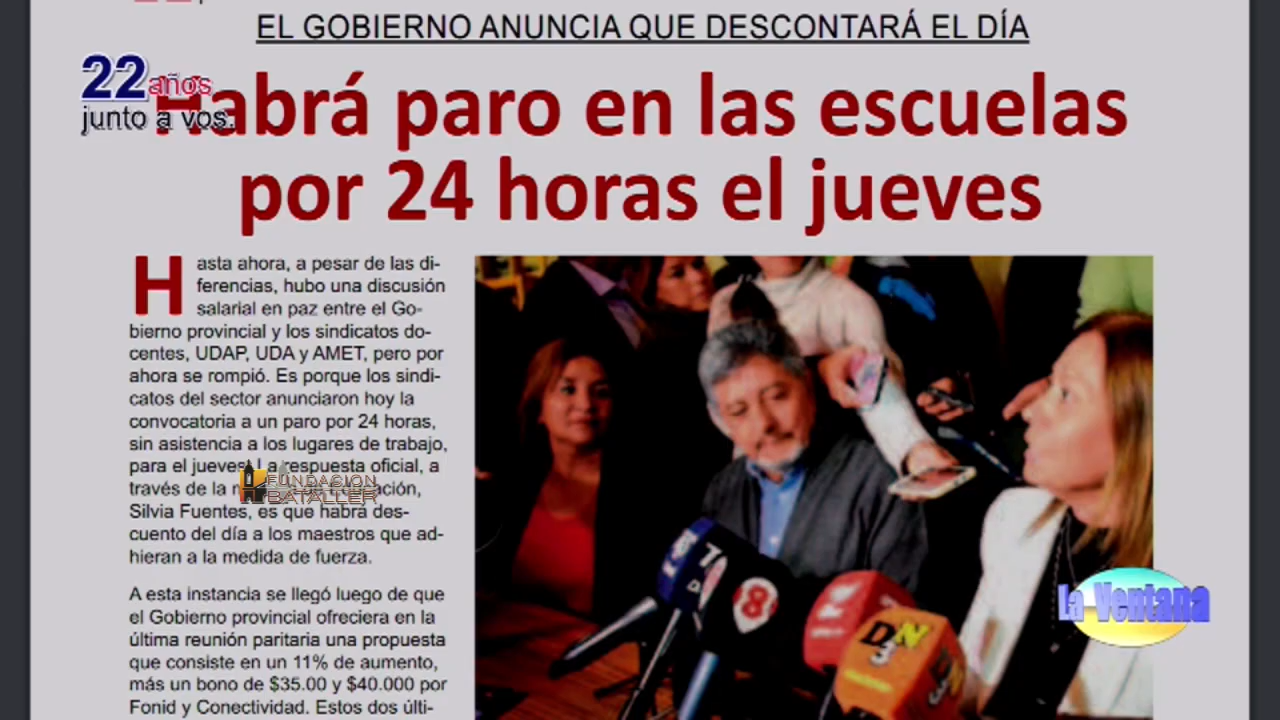 EL GOBIERNO ANUNCIA QUE DESCONTARÁ EL DÍA
22 años
junto a vos.
Habrá paro en las escuelas
por 24 horas el jueves
Hasta ahora, a pesar de las di-
ferencias, hubo una discusión
salarial en paz entre el Go-
bierno provincial y los sindicatos do-
centes, UDAP, UDA y AMET, pero por
ahora se rompió. Es porque los sindi-
catos del sector anunciaron hoy la
convocatoria a un paro por 24 horas,
sin asistencia a los lugares de trabajo,
para el jueves. La respuesta oficial, a
través de la
Silvia Fuentes, es que habrá des-
cuento del día a los maestros que ad-
hieran a la medida de fuerza.
A esta instancia se llegó luego de que
el Gobierno provincial ofreciera en la
última reunión paritaria una propuesta
que consiste en un 11% de aumento,
más un bono de $35.00 y $40.000 por
Fonid y Conectividad. Estos dos últi-
FUNDACION
BATALLER
8
DN
3
La Ventana